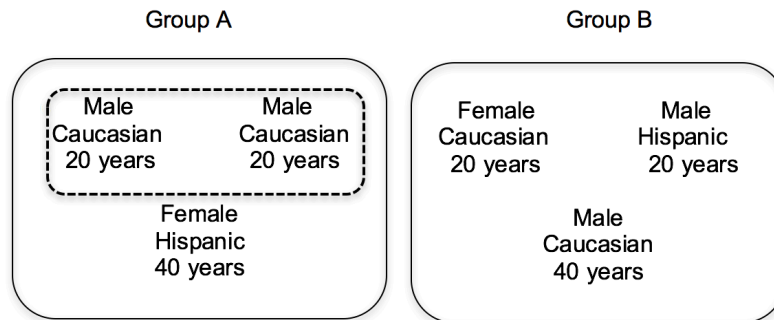 Group A
Male
Caucasian
20 years
Male
Caucasian
20 years
Female
Hispanic
40 years
Group B
Female
Caucasian
20 years
Male
Hispanic
20 years
Male
Caucasian
40 years